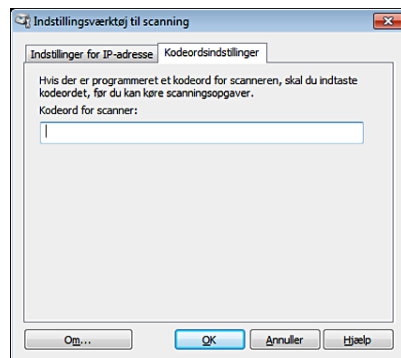 Indstillingsværktøj til scanning
Indstillinger for IP-adresse Kodeordsindstillinger
Hvis der er programmeret et kodeord for scanneren, skal du indtaste
kodeordet, før du kan køre scanningsopgaver.
Kodeord for scanner:
Om... OK Annuller Hjælp